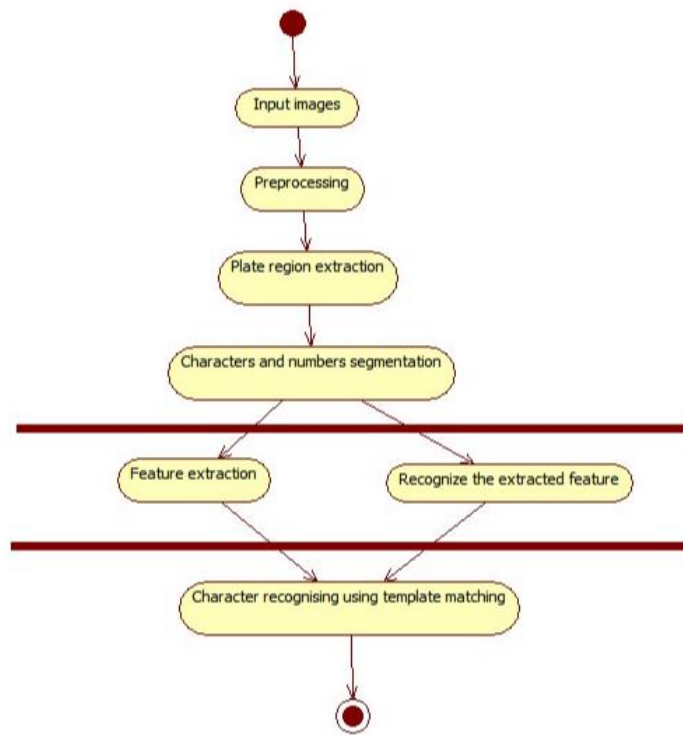 Input images
Preprocessing
Plate region extraction
Characters and numbers segmentation
Feature extraction
Recognize the extracted feature
Character recognising using template matching